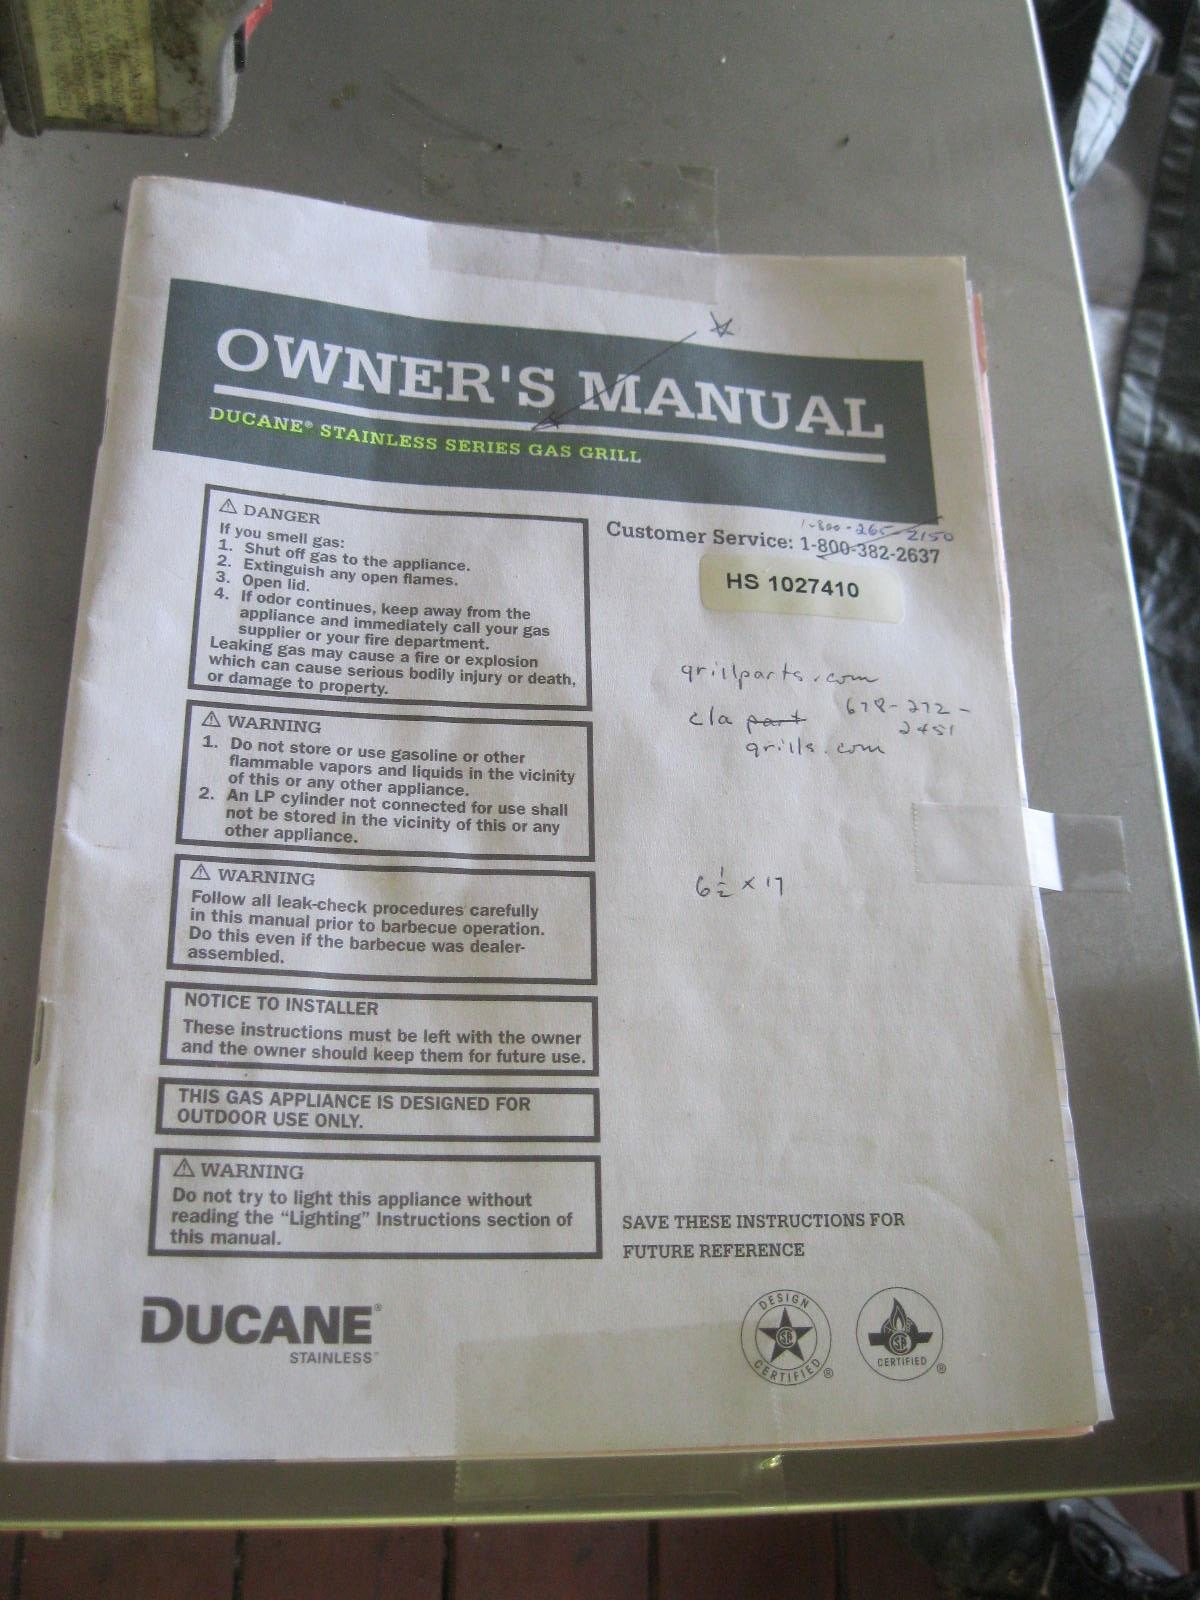 OWNER'S MANUAL
DUCANE® STAINLESS SERIES GAS GRILL
⚠ DANGER
If you smell gas:
1. Shut off gas to the appliance.
2. Extinguish any open flames.
3. Open lid.
4. If odor continues, keep away from the
appliance and immediately call your gas
supplier or your fire department.
Leaking gas may cause a fire or explosion
which can cause serious bodily injury or death,
or damage to property.
⚠ WARNING
1. Do not store or use gasoline or other
flammable vapors and liquids in the vicinity
of this or any other appliance.
2. An LP cylinder not connected for use shall
not be stored in the vicinity of this or any
other appliance.
⚠ WARNING
Follow all leak-check procedures carefully
in this manual prior to barbecue operation.
Do this even if the barbecue was dealer-
assembled.
NOTICE TO INSTALLER
These instructions must be left with the owner
and the owner should keep them for future use.
THIS GAS APPLIANCE IS DESIGNED FOR
OUTDOOR USE ONLY.
⚠ WARNING
Do not try to light this appliance without
reading the “Lighting” Instructions section of
this manual.
DUCANE®
STAINLESS™
1-800-265-2150
Customer Service: 1-800-382-2637
HS 1027410
grillparts.com
cla part 678-272-
2451
grills.com
6 1/2 x 17
SAVE THESE INSTRUCTIONS FOR
FUTURE REFERENCE
DESIGN
CERTIFIED ®
CERTIFIED ®